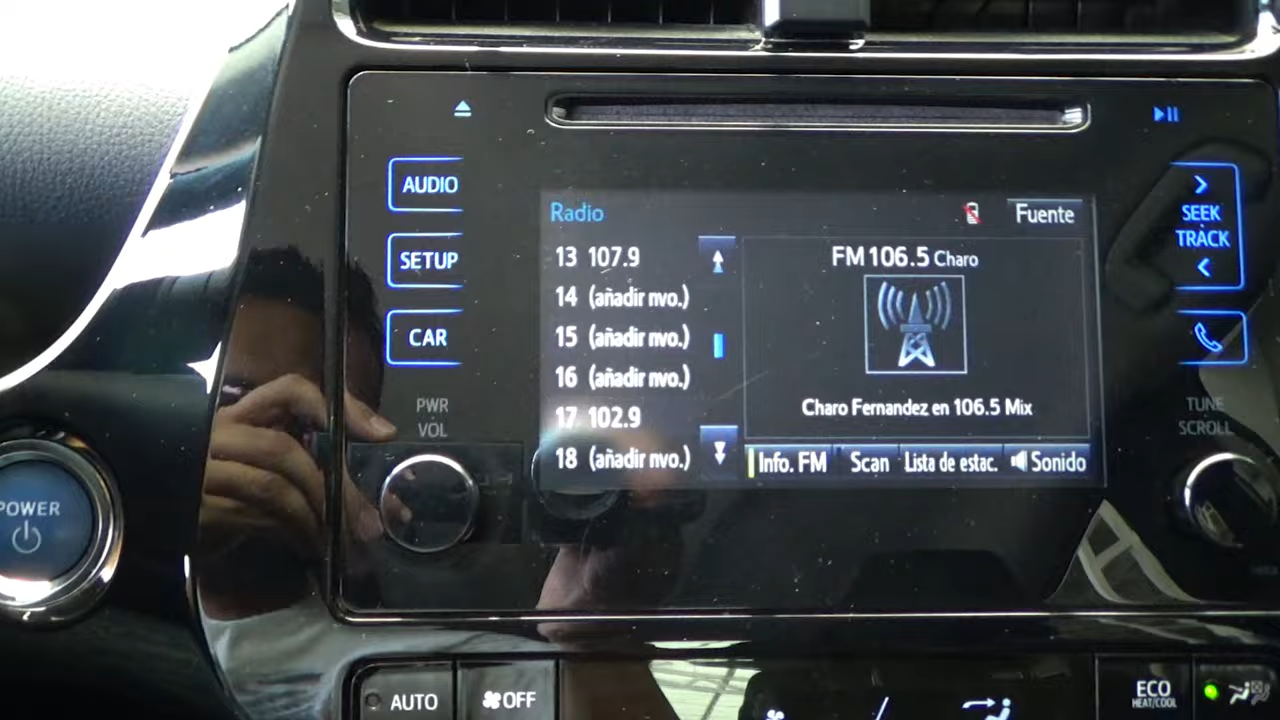 AUDIO
SETUP
CAR
PWR
VOL
POWER
Radio
Fuente
13 107.9
14 (añadir nvo.)
15 (añadir nvo.)
16 (añadir nvo.)
17 102.9
18 (añadir nvo.)
FM 106.5 Charo
Charo Fernandez en 106.5 Mix
Info. FM
Scan
Lista de estac.
Sonido
SEEK
TRACK
TUNE
SCROLL
AUTO
OFF
ECO
HEAT/COOL